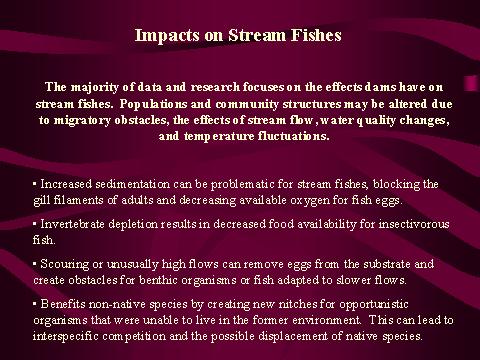 Impacts on Stream Fishes
The majority of data and research focuses on the effects dams have on
stream fishes. Populations and community structures may be altered due
to migratory obstacles, the effects of stream flow, water quality changes,
and temperature fluctuations.
• Increased sedimentation can be problematic for stream fishes, blocking the
gill filaments of adults and decreasing available oxygen for fish eggs.
• Invertebrate depletion results in decreased food availability for insectivorous
fish.
• Scouring or unusually high flows can remove eggs from the substrate and
create obstacles for benthic organisms or fish adapted to slower flows.
• Benefits non-native species by creating new nitches for opportunistic
organisms that were unable to live in the former environment. This can lead to
interspecific competition and the possible displacement of native species.